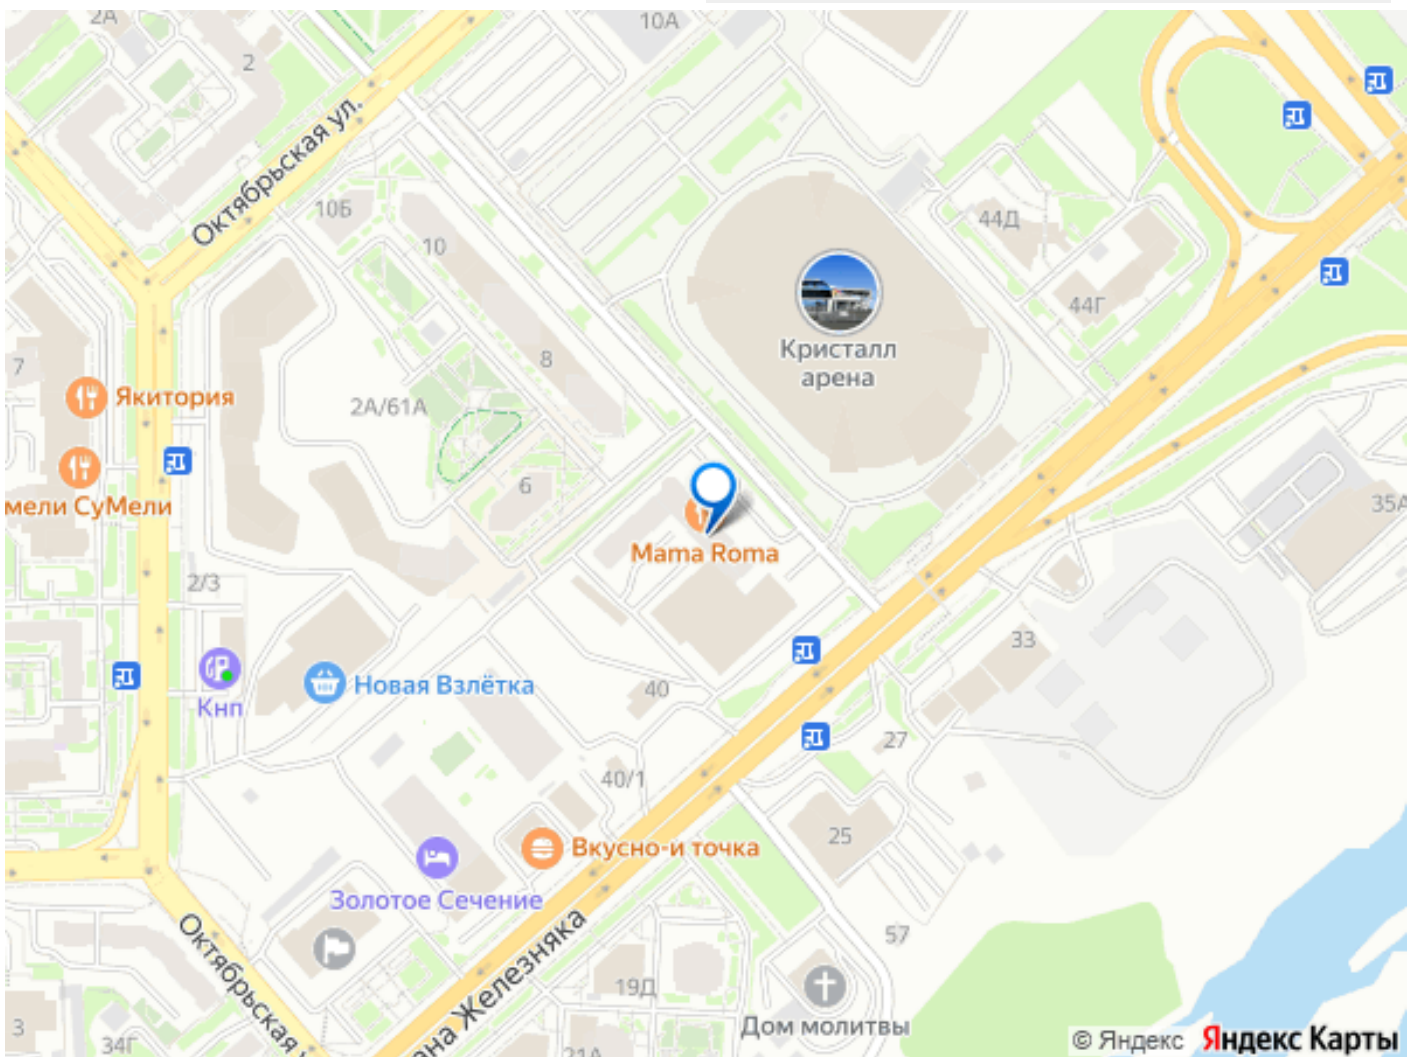 2А
10А
2
Октябрьская ул.
10Б
10
44Д
44Г
Кристалл
арена
7
8
Якитория
2А/61А
6
мели СуМели
35А
Mama Roma
2/3
33
Новая Взлётка
40
Кнп
27
40/1
25
Вкусно-и точка
Золотое Сечение
Октябрьская
57
на Железняка
19Д
3
34Г
21А
Дом молитвы
© Яндекс Яндекс Карты